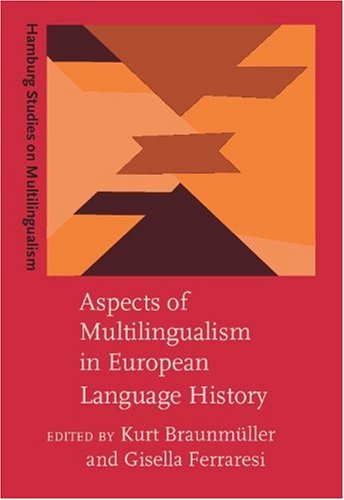 Hamburg Studies on Multilingualism
Aspects of
Multilingualism
in European
Language History
EDITED BY Kurt Braunmüller
and Gisella Ferraresi